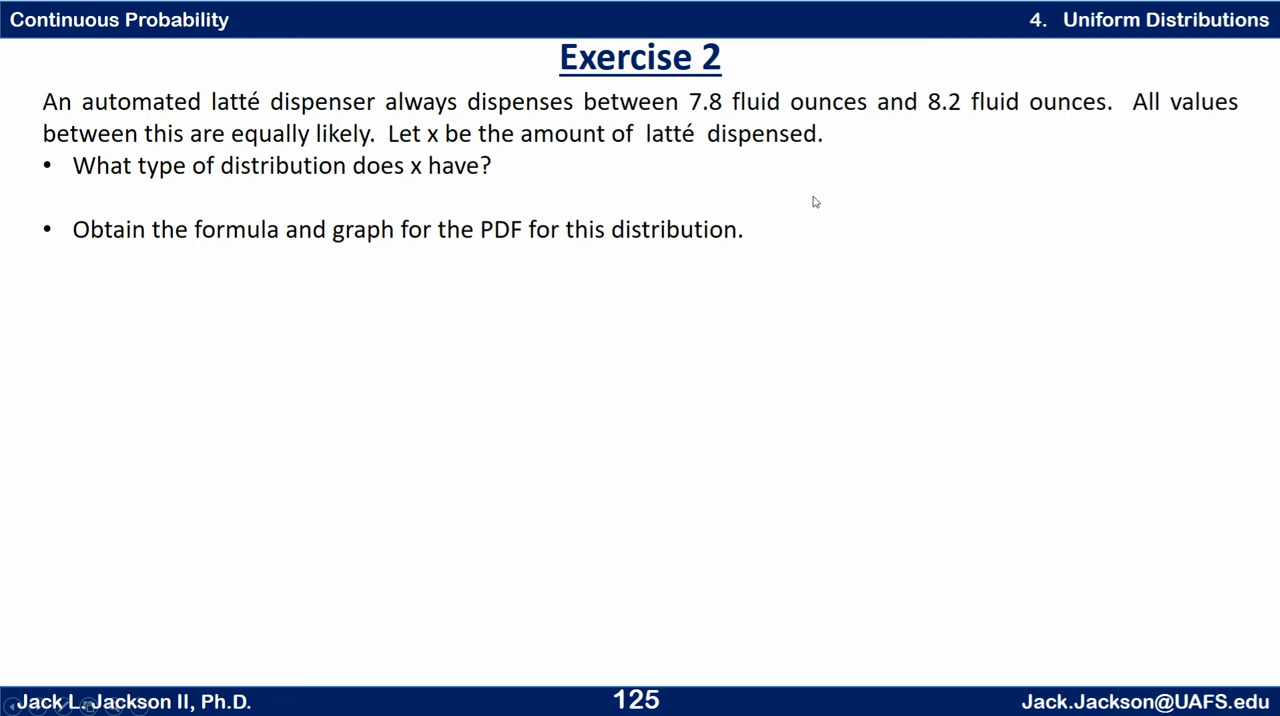 Continuous Probability
4. Uniform Distributions
Exercise 2
An automated latté dispenser always dispenses between 7.8 fluid ounces and 8.2 fluid ounces. All values
between this are equally likely. Let x be the amount of latté dispensed.
• What type of distribution does x have?
• Obtain the formula and graph for the PDF for this distribution.
Jack L. Jackson II, Ph.D.
125
Jack.Jackson@UAFS.edu